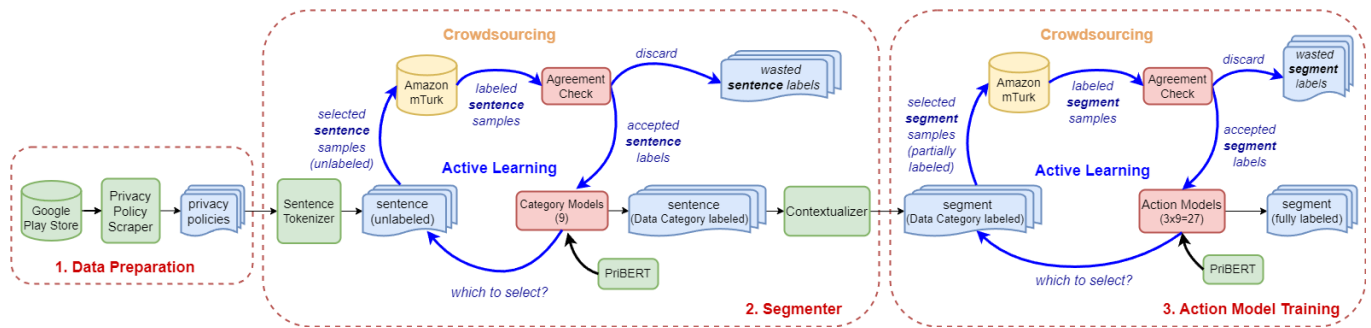 Google
Play Store
Privacy
Policy
Scraper
privacy
policies
1. Data Preparation
Crowdsourcing
Amazon
mTurk
labeled
sentence
samples
Agreement
Check
discard
wasted
sentence labels
selected
sentence
samples
(unlabeled)
accepted
sentence
labels
Active Learning
Sentence
Tokenizer
sentence
(unlabeled)
Category Models
(9)
sentence
(Data Category labeled)
Contextualizer
PriBERT
which to select?
2. Segmenter
Crowdsourcing
Amazon
mTurk
labeled
segment
samples
Agreement
Check
discard
wasted
segment
labels
selected
segment
samples
(partially
labeled)
accepted
segment
labels
Active Learning
segment
(Data Category labeled)
Action Models
(3x9=27)
segment
(fully labeled)
PriBERT
which to select?
3. Action Model Training